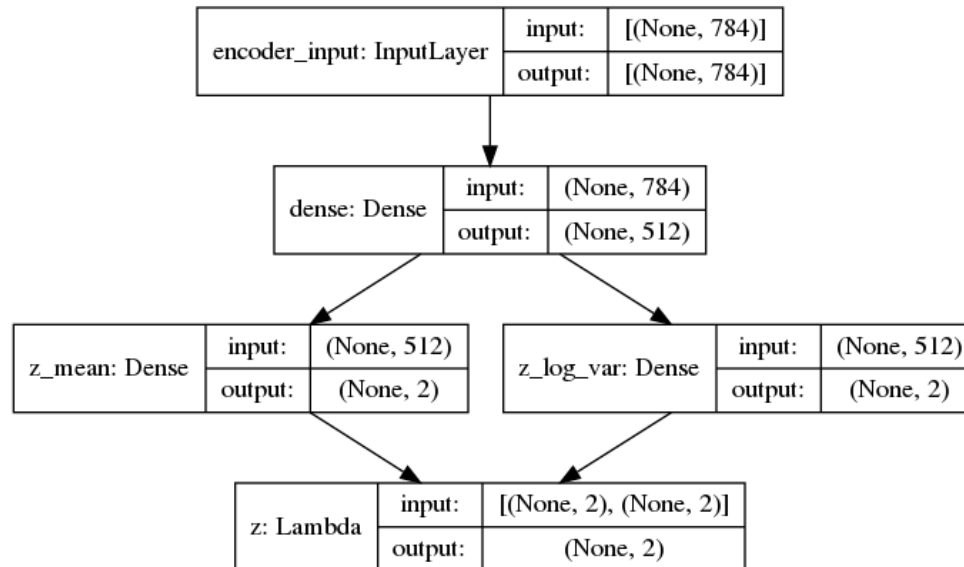 encoder_input: InputLayer
input:
[(None, 784)]
output:
[(None, 784)]
dense: Dense
input:
(None, 784)
output:
(None, 512)
z_mean: Dense
input:
(None, 512)
output:
(None, 2)
z_log_var: Dense
input:
(None, 512)
output:
(None, 2)
z: Lambda
input:
[(None, 2), (None, 2)]
output:
(None, 2)